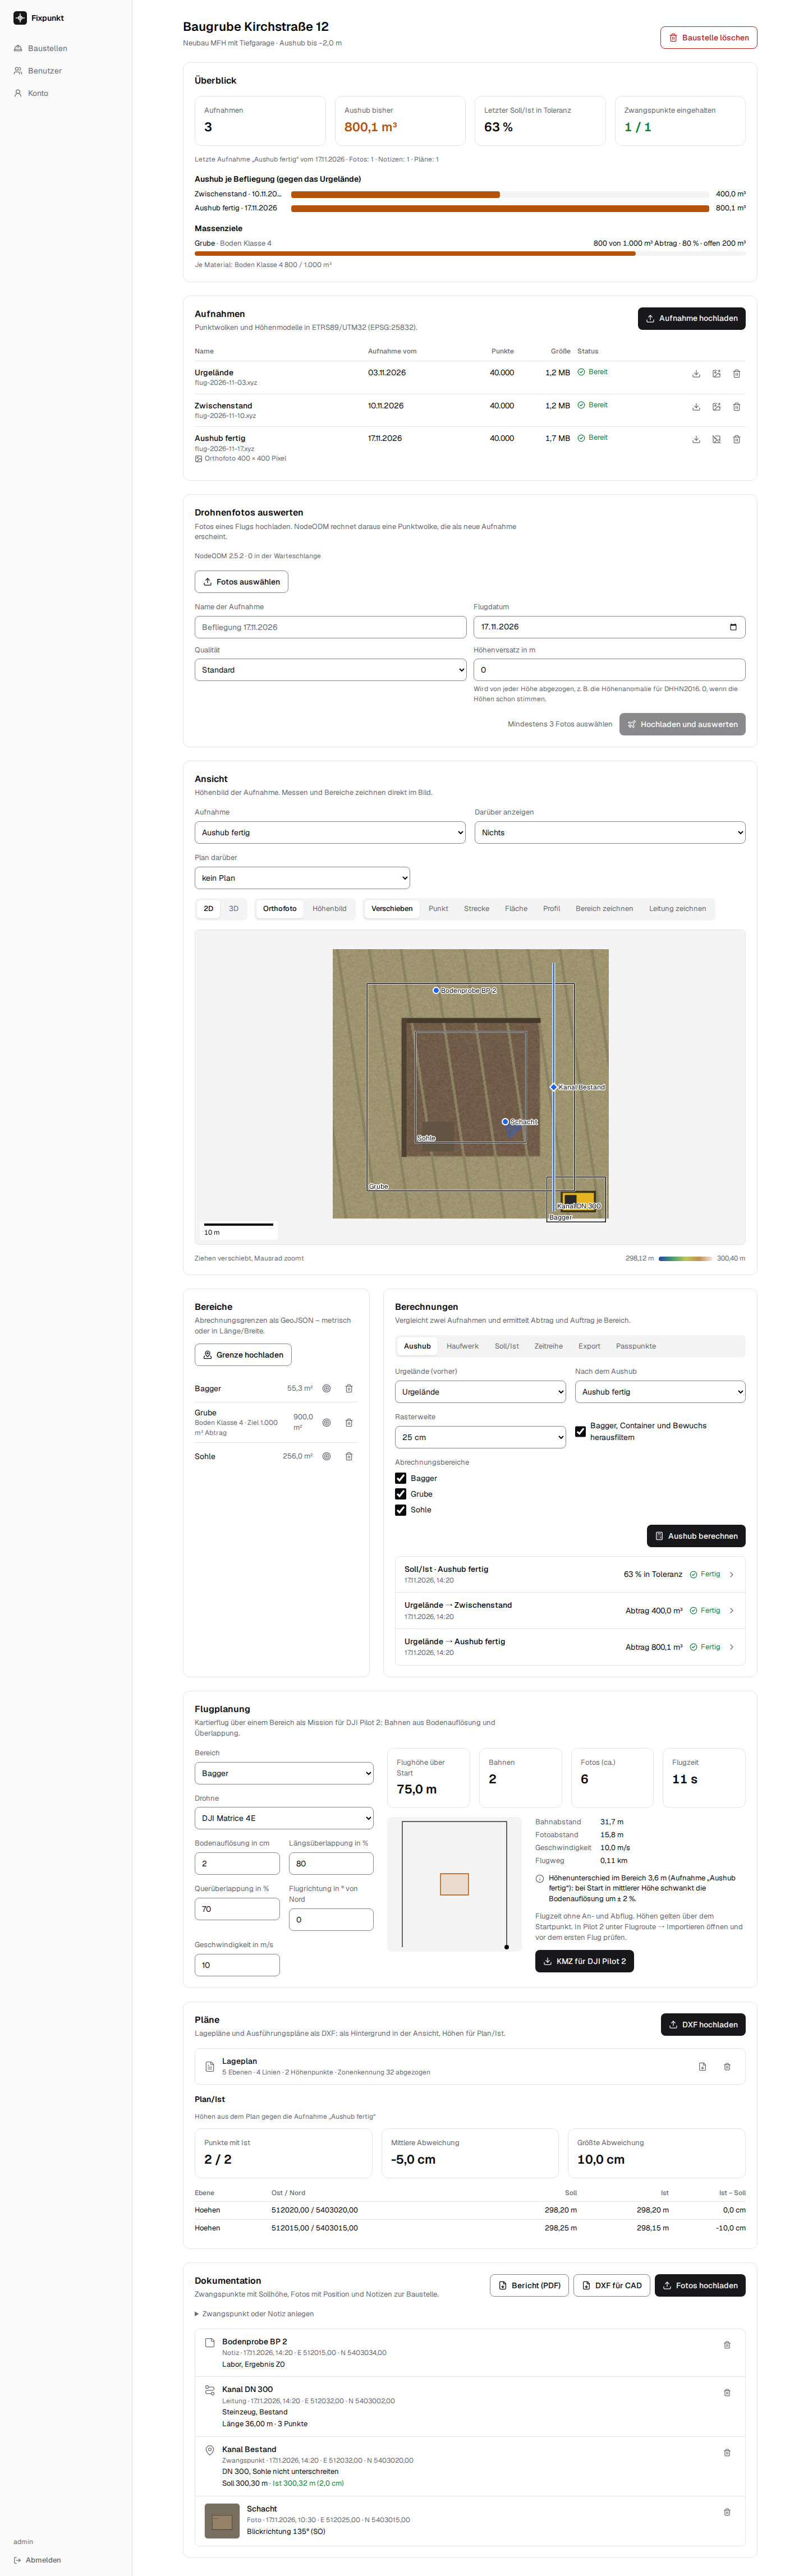 Fixpunkt
Baustellen
Benutzer
Konto
Baugrube Kirchstraße 12
Neubau MFH mit Tiefgarage · Aushub bis −2,0 m
Baustelle löschen
Überblick
Aufnahmen
3
Aushub bisher
800,1 m³
Letzter Soll/Ist in Toleranz
63 %
Zwangspunkte eingehalten
1 / 1
Letzte Aufnahme „Aushub fertig" vom 17.11.2026 · Fotos: 1 · Notizen: 1 · Pläne: 1
Aushub je Befliegung (gegen das Urgelände)
Zwischenstand · 10.11.20… 400,0 m³
Aushub fertig · 17.11.2026 800,1 m³
Massenziele
Grube · Boden Klasse 4 800 von 1.000 m³ Abtrag · 80 % · offen 200 m³
Je Material: Boden Klasse 4 800 / 1.000 m³
Aufnahmen
Punktwolken und Höhenmodelle in ETRS89/UTM32 (EPSG:25832).
Aufnahme hochladen
Name Aufnahme vom Punkte Größe Status
Urgelände 03.11.2026 40.000 1,2 MB Bereit
flug-2026-11-03.xyz
Zwischenstand 10.11.2026 40.000 1,2 MB Bereit
flug-2026-11-10.xyz
Aushub fertig 17.11.2026 40.000 1,7 MB Bereit
flug-2026-11-17.xyz
Orthofoto 400 × 400 Pixel
Drohnenfotos auswerten
Fotos eines Flugs hochladen. NodeODM rechnet daraus eine Punktwolke, die als neue Aufnahme
erscheint.
NodeODM 2.5.2 · 0 in der Warteschlange
Fotos auswählen
Name der Aufnahme Flugdatum
Befliegung 17.11.2026 17.11.2026
Qualität Höhenversatz in m
Standard 0
Wird von jeder Höhe abgezogen, z. B. die Höhenanomalie für DHHN2016. 0, wenn die
Höhen schon stimmen.
Mindestens 3 Fotos auswählen Hochladen und auswerten
Ansicht
Höhenbild der Aufnahme. Messen und Bereiche zeichnen direkt im Bild.
Aufnahme Darüber anzeigen
Aushub fertig Nichts
Plan darüber
kein Plan
2D 3D Orthofoto Höhenbild Verschieben Punkt Strecke Fläche Profil Bereich zeichnen Leitung zeichnen
Bodenprobe BP 2
Kanal Bestand
Schacht
Sohle
Grube
Kanal DN 300
Bagger
10 m
Ziehen verschiebt, Mausrad zoomt 298,12 m 300,40 m
Bereiche
Abrechnungsgrenzen als GeoJSON – metrisch
oder in Länge/Breite.
Grenze hochladen
Bagger 55,3 m²
Grube 900,0 m²
Boden Klasse 4 · Ziel 1.000
m³ Abtrag
Sohle 256,0 m²
Berechnungen
Vergleicht zwei Aufnahmen und ermittelt Abtrag und Auftrag je Bereich.
Aushub Haufwerk Soll/Ist Zeitreihe Export Passpunkte
Urgelände (vorher) Nach dem Aushub
Urgelände Aushub fertig
Rasterweite
25 cm
Bagger, Container und Bewuchs
herausfiltern
Abrechnungsbereiche
Bagger
Grube
Sohle
Aushub berechnen
Soll/Ist · Aushub fertig 63 % in Toleranz Fertig
17.11.2026, 14:20
Urgelände → Zwischenstand Abtrag 400,0 m³ Fertig
17.11.2026, 14:20
Urgelände → Aushub fertig Abtrag 800,1 m³ Fertig
17.11.2026, 14:20
Flugplanung
Kartierflug über einem Bereich als Mission für DJI Pilot 2: Bahnen aus Bodenauflösung und
Überlappung.
Bereich
Bagger
Drohne
DJI Matrice 4E
Bodenauflösung in cm Längsüberlappung in %
2 80
Querüberlappung in % Flugrichtung in ° von
Nord
70 0
Geschwindigkeit in m/s
10
Flughöhe über
Start
75,0 m
Bahnen
2
Fotos (ca.)
6
Flugzeit
11 s
Bahnabstand 31,7 m
Fotoabstand 15,8 m
Geschwindigkeit 10,0 m/s
Flugweg 0,11 km
Höhenunterschied im Bereich 3,6 m (Aufnahme „Aushub
fertig"): bei Start in mittlerer Höhe schwankt die
Bodenauflösung um ± 2 %.
Flugzeit ohne An- und Abflug. Höhen gelten über dem
Startpunkt. In Pilot 2 unter Flugroute → Importieren öffnen und
vor dem ersten Flug prüfen.
KMZ für DJI Pilot 2
Pläne
Lagepläne und Ausführungspläne als DXF: als Hintergrund in der Ansicht, Höhen für Plan/Ist.
DXF hochladen
Lageplan
5 Ebenen · 4 Linien · 2 Höhenpunkte · Zonenkennung 32 abgezogen
Plan/Ist
Höhen aus dem Plan gegen die Aufnahme „Aushub fertig"
Punkte mit Ist
2 / 2
Mittlere Abweichung
-5,0 cm
Größte Abweichung
10,0 cm
Ebene Ost / Nord Soll Ist Ist − Soll
Hoehen 512020,00 / 5403020,00 298,20 m 298,20 m 0,0 cm
Hoehen 512015,00 / 5403015,00 298,25 m 298,15 m -10,0 cm
Dokumentation
Zwangspunkte mit Sollhöhe, Fotos mit Position und Notizen zur Baustelle.
Bericht (PDF) DXF für CAD Fotos hochladen
Zwangspunkt oder Notiz anlegen
Bodenprobe BP 2
Notiz · 17.11.2026, 14:20 · E 512015,00 · N 5403034,00
Labor, Ergebnis Z0
Kanal DN 300
Leitung · 17.11.2026, 14:20 · E 512032,00 · N 5403002,00
Steinzeug, Bestand
Länge 36,00 m · 3 Punkte
Kanal Bestand
Zwangspunkt · 17.11.2026, 14:20 · E 512032,00 · N 5403020,00
DN 300, Sohle nicht unterschreiten
Soll 300,30 m · Ist 300,32 m (2,0 cm)
Schacht
Foto · 17.11.2026, 10:30 · E 512025,00 · N 5403015,00
Blickrichtung 135° (SO)
admin
Abmelden